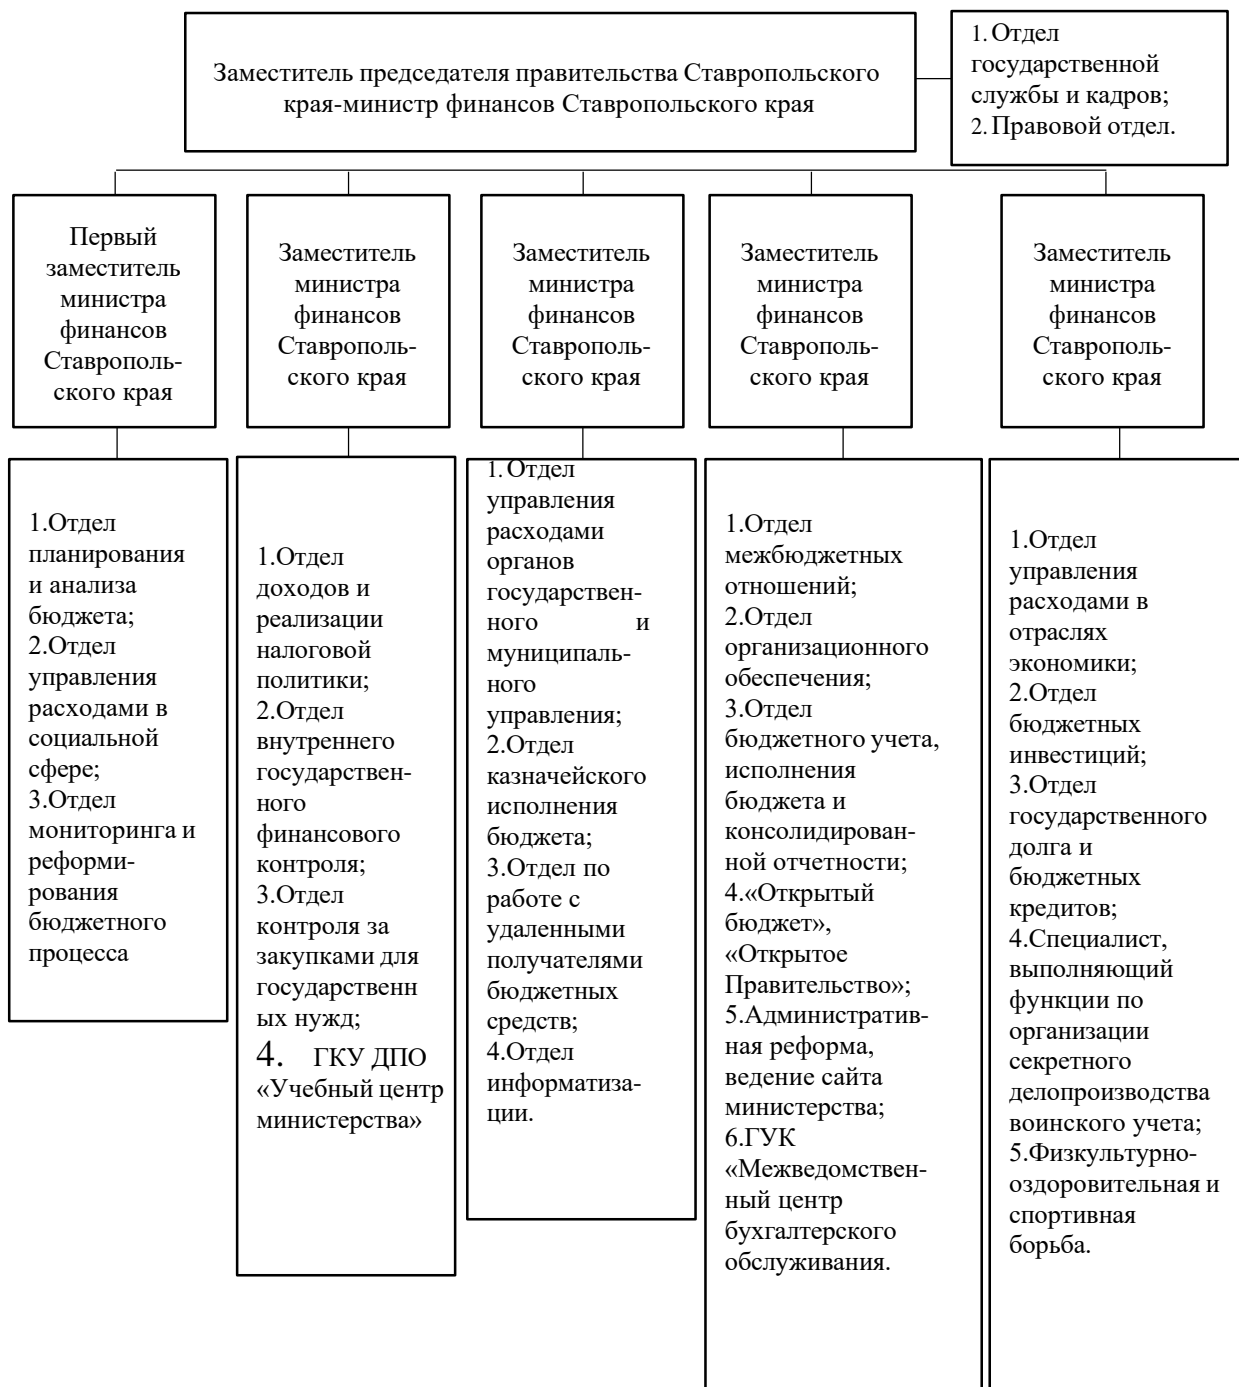 Заместитель председателя правительства Ставропольского
края-министр финансов Ставропольского края
1. Отдел
государственной
службы и кадров;
2. Правовой отдел.
Первый
заместитель
министра
финансов
Ставрополь-
ского края
Заместитель
министра
финансов
Ставрополь-
ского края
Заместитель
министра
финансов
Ставрополь-
ского края
Заместитель
министра
финансов
Ставрополь-
ского края
Заместитель
министра
финансов
Ставрополь-
ского края
1.Отдел
планирования
и анализа
бюджета;
2.Отдел
управления
расходами в
социальной
сфере;
3.Отдел
мониторинга и
реформи-
рования
бюджетного
процесса
1.Отдел
доходов и
реализации
налоговой
политики;
2.Отдел
внутреннего
государствен-
ного
финансового
контроля;
3.Отдел
контроля за
закупками для
государственн
ых нужд;
4. ГКУ ДПО
«Учебный центр
министерства»
1. Отдел
управления
расходами
органов
государствен-
ного и
муниципаль-
ного
управления;
2.Отдел
казначейского
исполнения
бюджета;
3.Отдел по
работе с
удаленными
получателями
бюджетных
средств;
4.Отдел
информатиза-
ции.
1.Отдел
межбюджетных
отношений;
2.Отдел
организационного
обеспечения;
3.Отдел
бюджетного учета,
исполнения
бюджета и
консолидирован-
ной отчетности;
4.«Открытый
бюджет»,
«Открытое
Правительство»;
5.Административ-
ная реформа,
ведение сайта
министерства;
6.ГУК
«Межведомствен-
ный центр
бухгалтерского
обслуживания.
1.Отдел
управления
расходами в
отраслях
экономики;
2.Отдел
бюджетных
инвестиций;
3.Отдел
государственного
долга и
бюджетных
кредитов;
4.Специалист,
выполняющий
функции по
организации
секретного
делопроизводства
воинского учета;
5.Физкультурно-
оздоровительная и
спортивная
борьба.